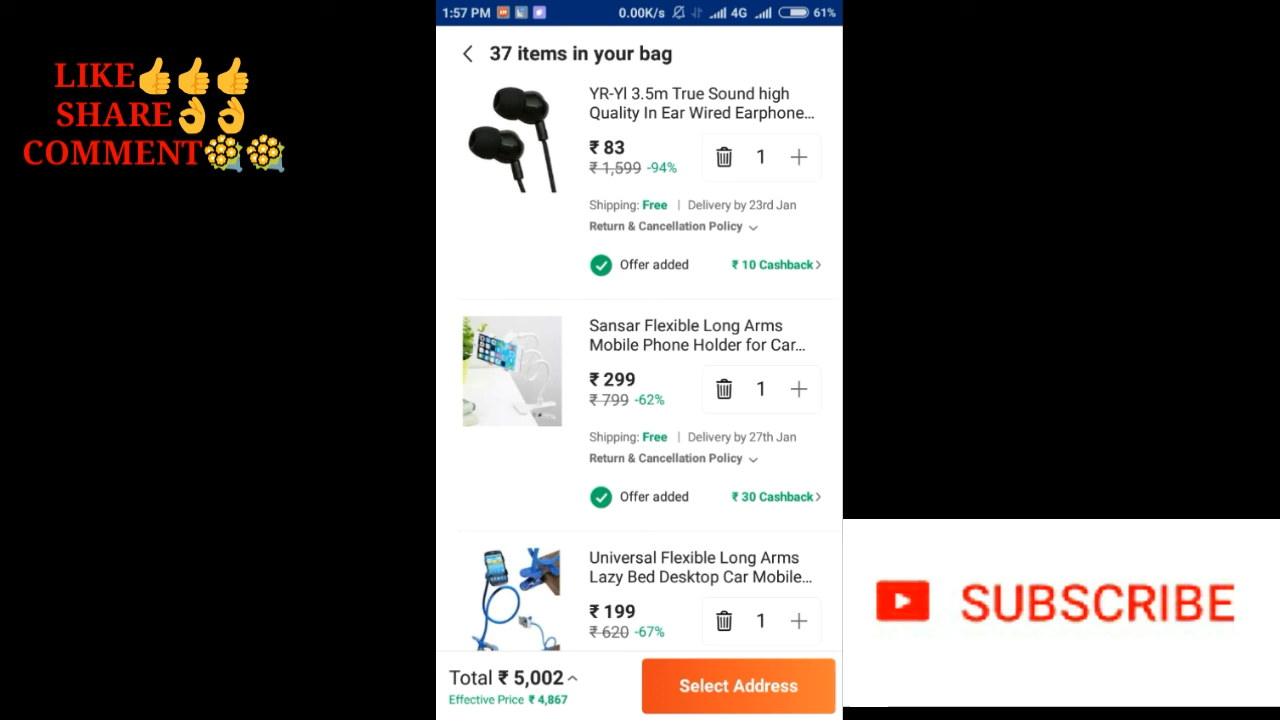 LIKE👍👍👍
SHARE👌👌
COMMENT💐💐
1:57 PM
0.00K/s 4G 61%
37 items in your bag
YR-Yl 3.5m True Sound high
Quality In Ear Wired Earphone...
₹ 83
₹ 1,599 -94%
1 +
Shipping: Free | Delivery by 23rd Jan
Return & Cancellation Policy
Offer added ₹ 10 Cashback>
Sansar Flexible Long Arms
Mobile Phone Holder for Car...
₹ 299
₹ 799 -62%
1 +
Shipping: Free | Delivery by 27th Jan
Return & Cancellation Policy
Offer added ₹ 30 Cashback>
Universal Flexible Long Arms
Lazy Bed Desktop Car Mobile...
₹ 199
₹ 620 -67%
1 +
Total ₹ 5,002
Effective Price ₹ 4,867
Select Address
SUBSCRIBE